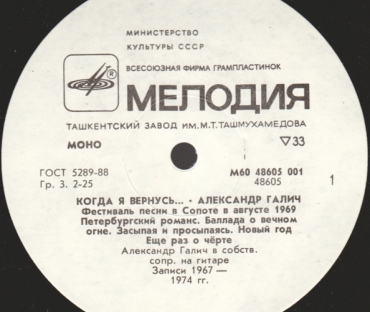 МИНИСТЕРСТВО
КУЛЬТУРЫ СССР
ВСЕСОЮЗНАЯ ФИРМА ГРАМПЛАСТИНОК
® МЕЛОДИЯ
ТАШКЕНТСКИЙ ЗАВОД ИМ. М.Т. ТАШМУХАМЕДОВА
МОНО ▽33
ГОСТ 5289-88 М60 48605 001
Гр. 3. 2-25 48605 1
КОГДА Я ВЕРНУСЬ... · АЛЕКСАНДР ГАЛИЧ
Фестиваль песни в Сопоте в августе 1969
Петербургский романс. Баллада о вечном
огне. Засыпая и просыпаясь. Новый год
Еще раз о чёрте
Александр Галич в собств.
сопр. на гитаре
Записи 1967 —
1974 гг.